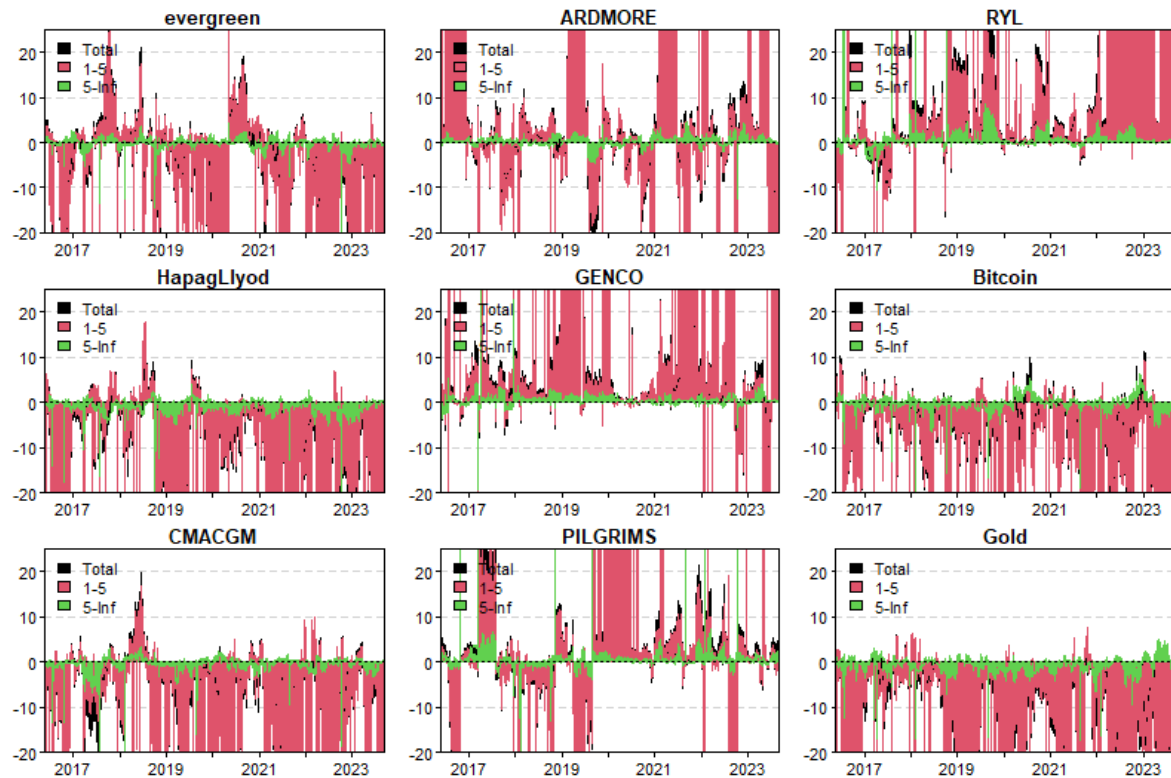 evergreen ARDMORE RYL
20 Total 20 Total 20 Total
1-5 1-5 1-5
10 5-Inf 10 5-Inf 10 5-Inf
0 0 0
-10 -10 -10
-20 -20 -20
2017 2019 2021 2023 2017 2019 2021 2023 2017 2019 2021 2023
HapagLlyod GENCO Bitcoin
20 Total 20 Total 20 Total
1-5 1-5 1-5
10 5-Inf 10 5-Inf 10 5-Inf
0 0 0
-10 -10 -10
-20 -20 -20
2017 2019 2021 2023 2017 2019 2021 2023 2017 2019 2021 2023
CMACGM PILGRIMS Gold
20 Total 20 Total 20 Total
1-5 1-5 1-5
10 5-Inf 10 5-Inf 10 5-Inf
0 0 0
-10 -10 -10
-20 -20 -20
2017 2019 2021 2023 2017 2019 2021 2023 2017 2019 2021 2023